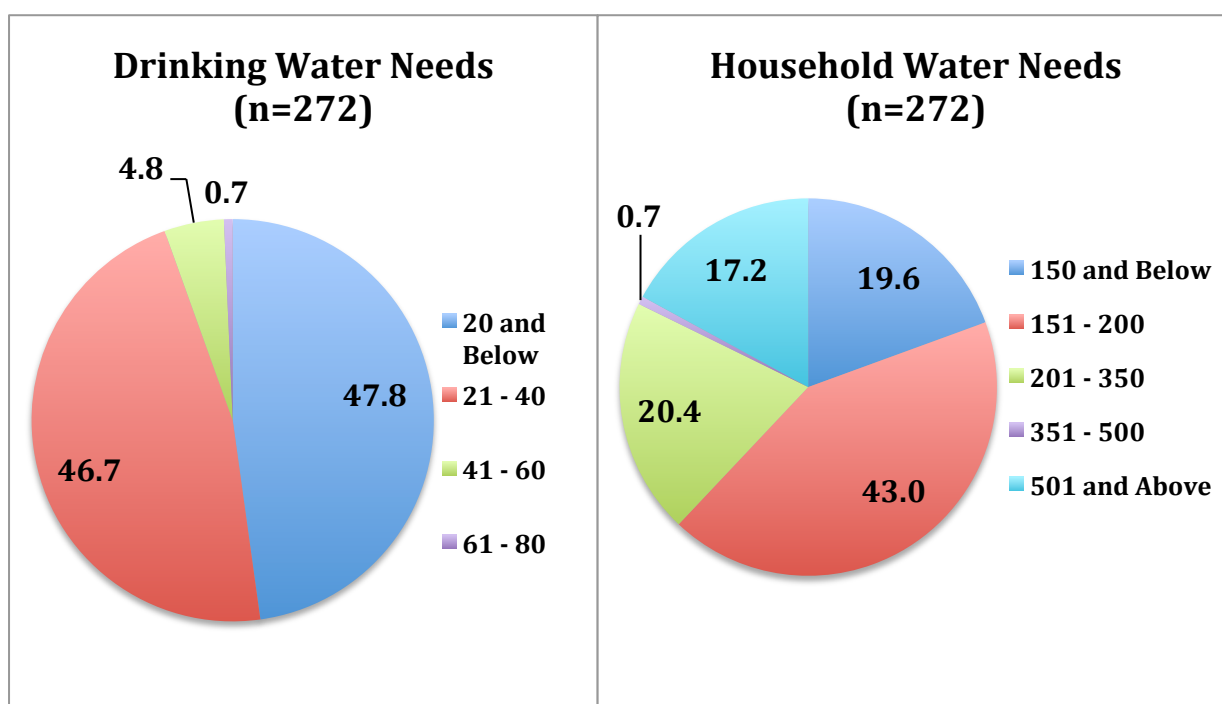 Drinking Water Needs
(n=272)
4.8
0.7
47.8
46.7
20 and
Below
21 - 40
41 - 60
61 - 80
Household Water Needs
(n=272)
0.7
17.2
19.6
20.4
43.0
150 and Below
151 - 200
201 - 350
351 - 500
501 and Above